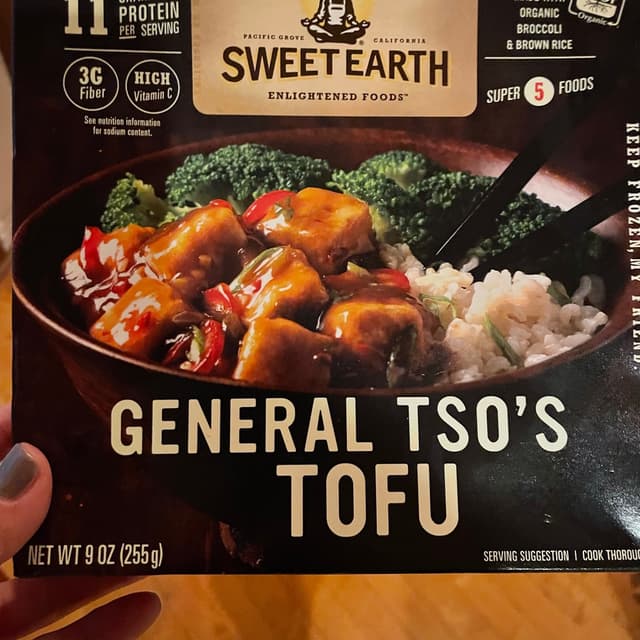 11
PROTEIN
PER SERVING
3G
Fiber
HIGH
Vitamin C
See nutrition information
for sodium content.
PACIFIC GROVE CALIFORNIA
SWEET EARTH
ENLIGHTENED FOODS™
ORGANIC
BROCCOLI
& BROWN RICE
Organic
SUPER 5 FOODS
KEEP FROZEN,
GENERAL TSO'S
TOFU
NET WT 9 OZ (255g)
SERVING SUGGESTION | COOK